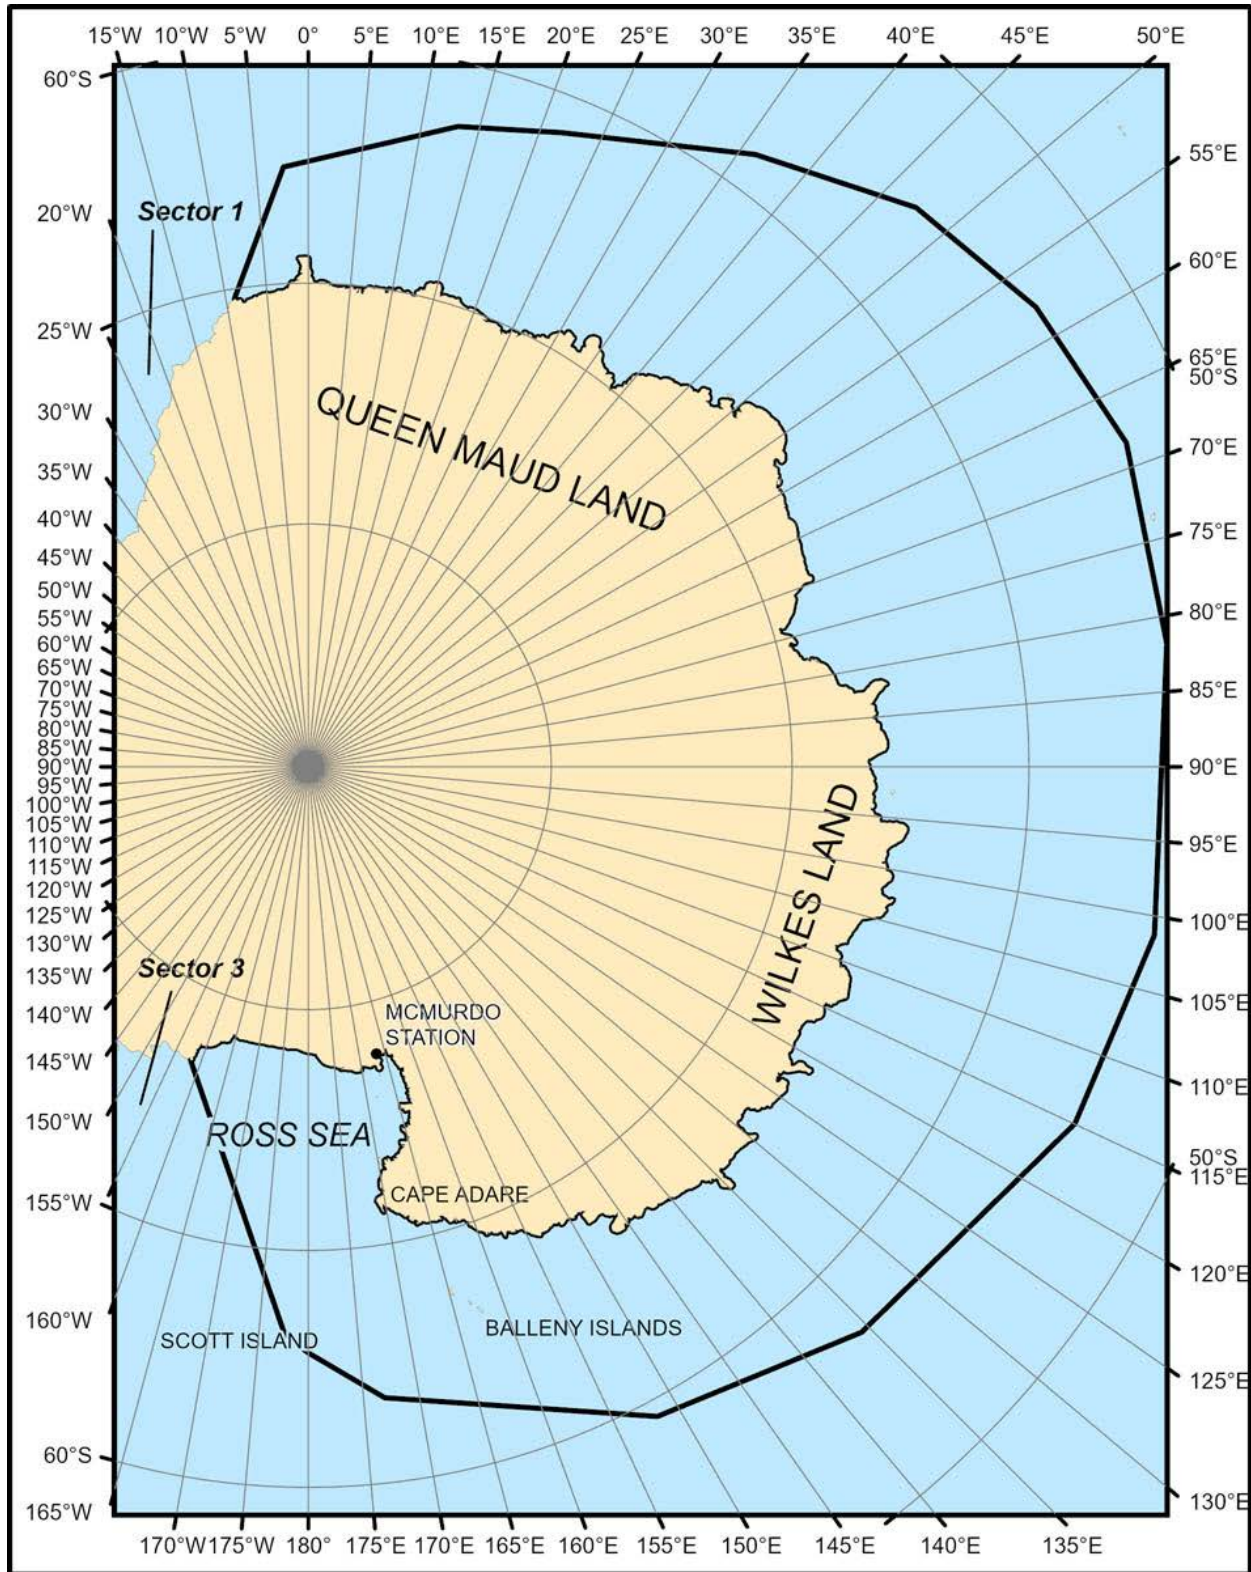 15°W 10°W 5°W 0° 5°E 10°E 15°E 20°E 25°E 30°E 35°E 40°E 45°E 50°E
60°S
55°E
Sector 1
20°W
60°E
25°W
65°E
50°S
30°W
70°E
QUEEN MAUD LAND
35°W
40°W
75°E
45°W
50°W
55°W
80°E
60°W
65°W
70°W
85°E
75°W
80°W
85°W
90°W
90°E
95°W
100°W
105°W
110°W
95°E
115°W
120°W
125°W
100°E
WILKES LAND
130°W
Sector 3
135°W
105°E
140°W
MCMURDO
STATION
145°W
110°E
150°W
ROSS SEA
50°S
115°E
CAPE ADARE
155°W
120°E
160°W
BALLENY ISLANDS
SCOTT ISLAND
125°E
60°S
130°E
165°W
170°W 175°W 180° 175°E 170°E 165°E 160°E 155°E 150°E 145°E 140°E 135°E